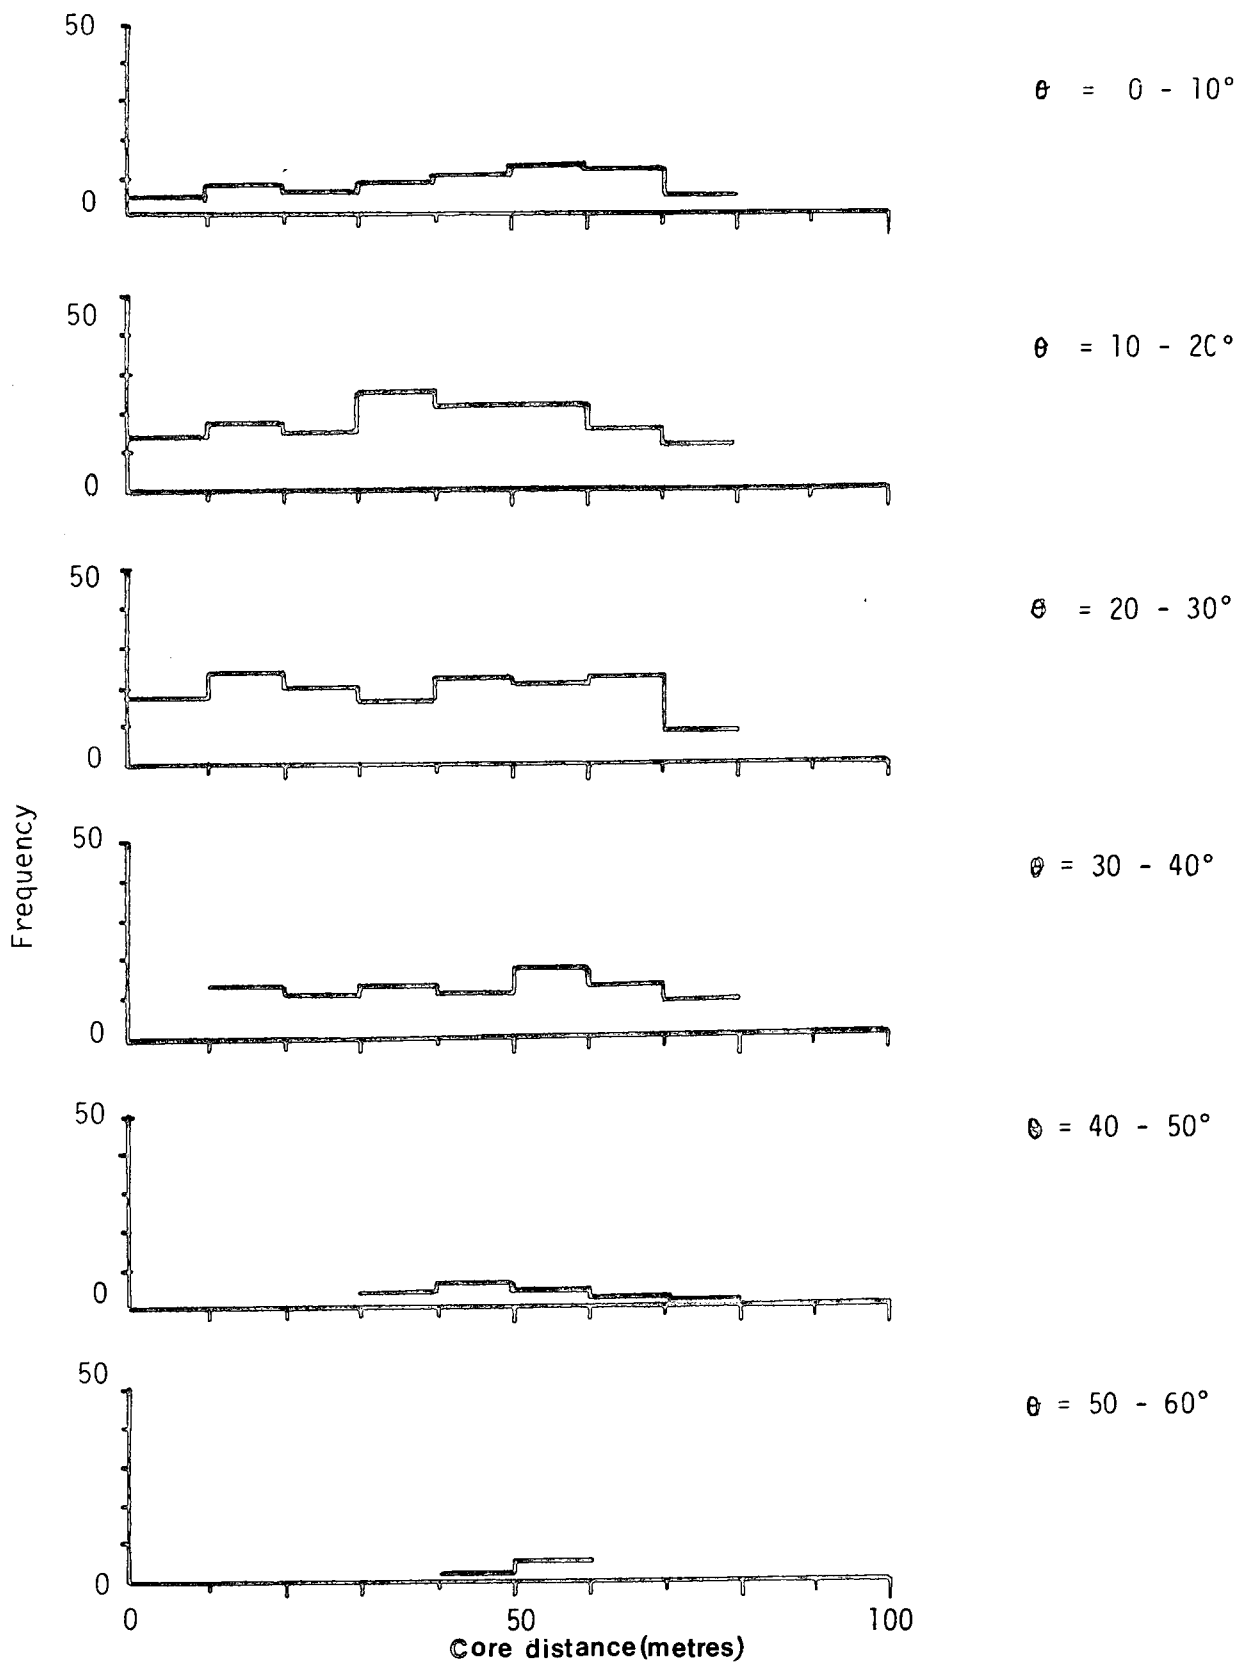 50
θ = 0 - 10°
0
50
θ = 10 - 20°
0
50
θ = 20 - 30°
0
Frequency
50
θ = 30 - 40°
0
50
θ = 40 - 50°
0
50
θ = 50 - 60°
0
0 50 100
Core distance (metres)